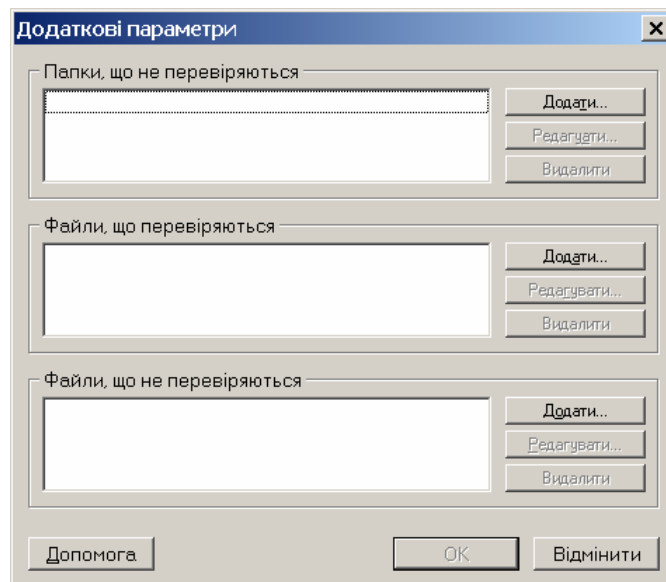 Додаткові параметри
Папки, що не перевіряються
Додати...
Редагуати...
Видалити
Файли, що перевіряються
Додати...
Редагувати...
Видалити
Файли, що не перевіряються
Додати...
Редагувати...
Видалити
Допомога
OK
Відмінити